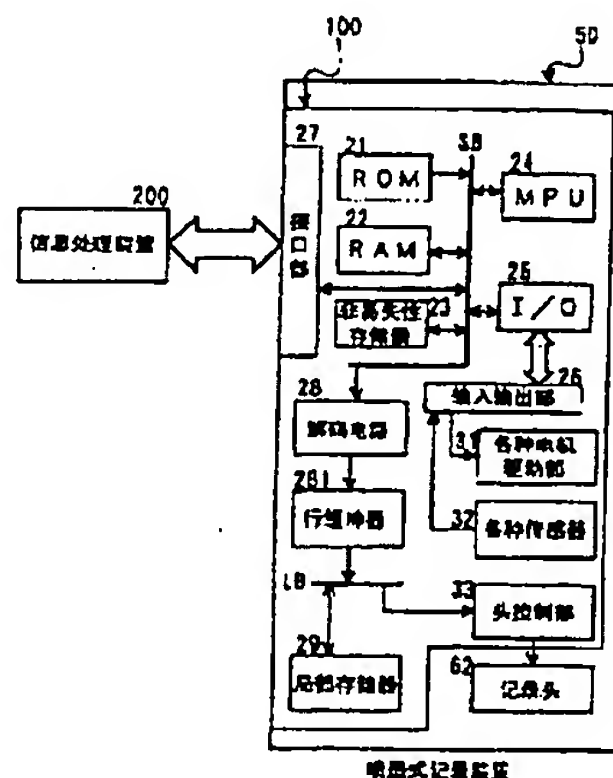 100
50
27
21
SB
24
ROM
MPU
200
22
信息处理装置
接口部
RAM
25
I/O
23
非易失性
存储器
28
26
输入输出部
解码电路
31
各种电机
驱动部
281
行缓冲器
32
各种传感器
LB
33
头控制部
29
局部存储器
62
记录头
喷墨式记录装置